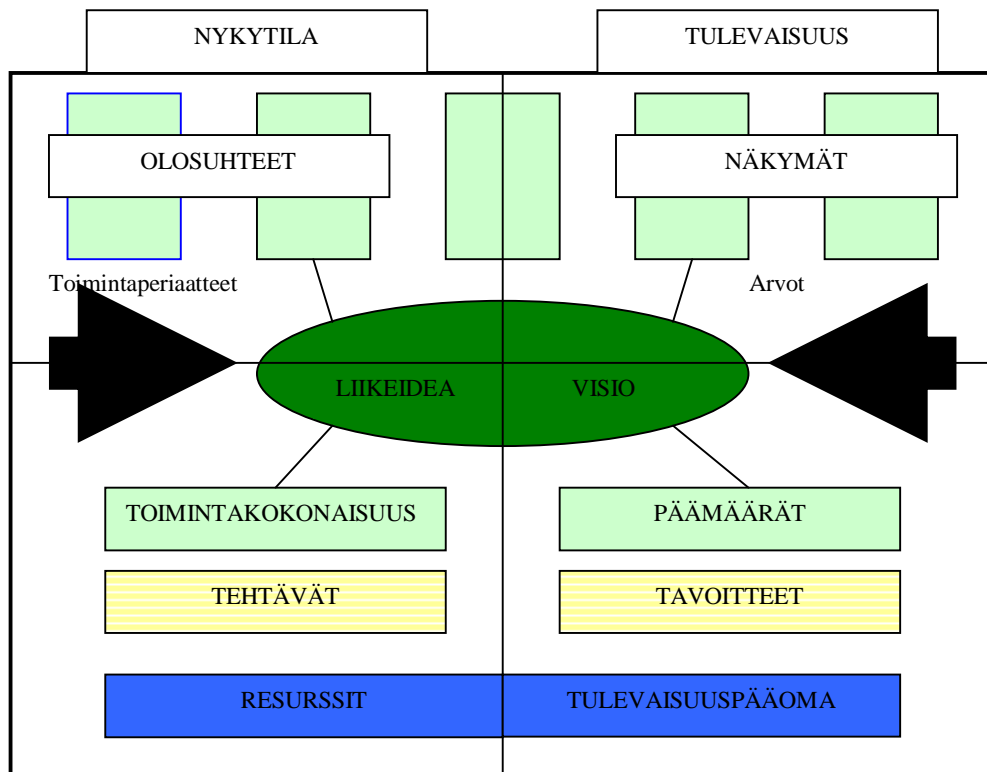 NYKYTILA
TULEVAISUUS
OLOSUHTEET
NÄKYMÄT
Toimintaperiaatteet
Arvot
LIIKEIDEA
VISIO
TOIMINTAKOKONAISUUS
PÄÄMÄÄRÄT
TEHTÄVÄT
TAVOITTEET
RESURSSIT
TULEVAISUUSPÄÄOMA